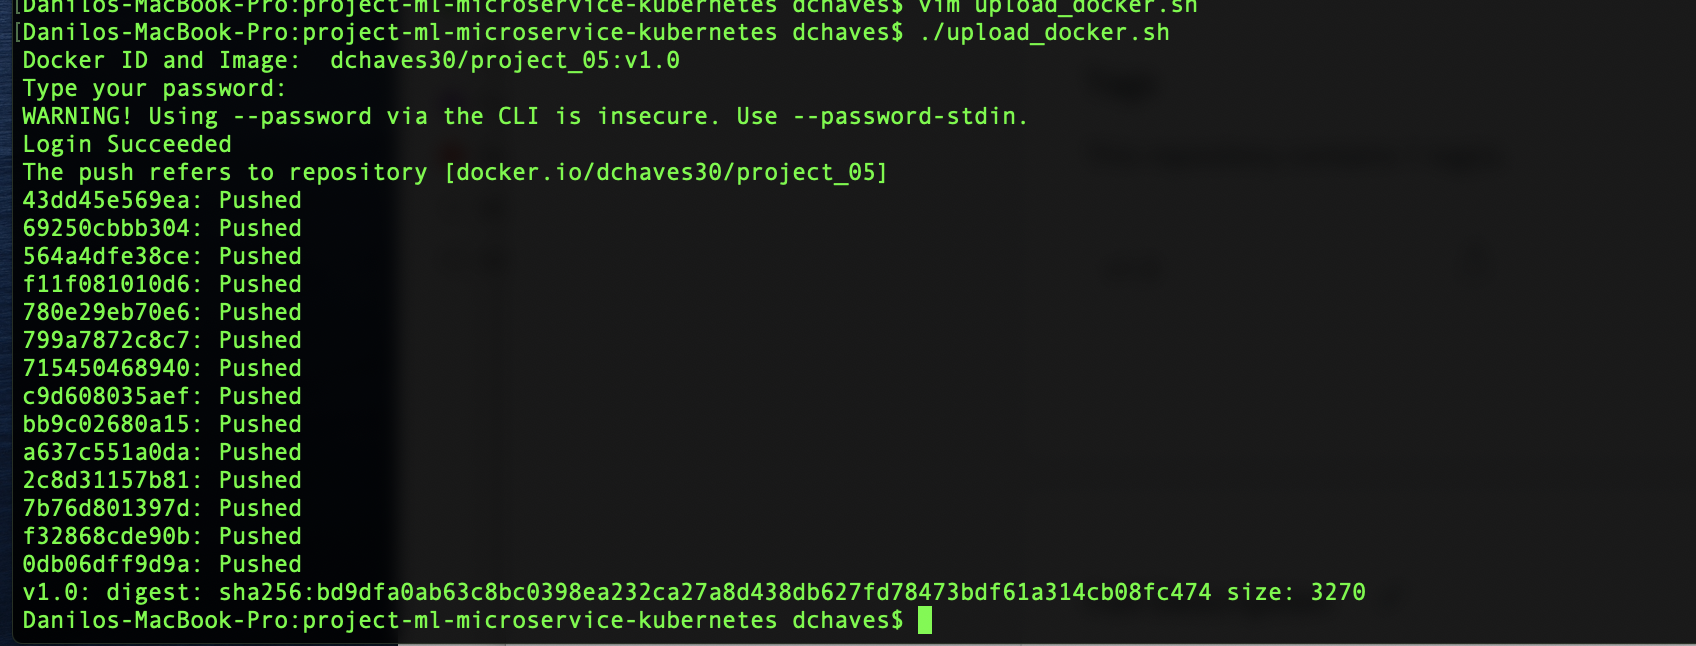 [Danilos-MacBook-Pro:project-ml-microservice-kubernetes dchaves$ vim upload_docker.sh
[Danilos-MacBook-Pro:project-ml-microservice-kubernetes dchaves$ ./upload_docker.sh
Docker ID and Image:  dchaves30/project_05:v1.0
Type your password:
WARNING! Using --password via the CLI is insecure. Use --password-stdin.
Login Succeeded
The push refers to repository [docker.io/dchaves30/project_05]
43dd45e569ea: Pushed
69250cbbb304: Pushed
564a4dfe38ce: Pushed
f11f081010d6: Pushed
780e29eb70e6: Pushed
799a7872c8c7: Pushed
715450468940: Pushed
c9d608035aef: Pushed
bb9c02680a15: Pushed
a637c551a0da: Pushed
2c8d31157b81: Pushed
7b76d801397d: Pushed
f32868cde90b: Pushed
0db06dff9d9a: Pushed
v1.0: digest: sha256:bd9dfa0ab63c8bc0398ea232ca27a8d438db627fd78473bdf61a314cb08fc474 size: 3270
Danilos-MacBook-Pro:project-ml-microservice-kubernetes dchaves$